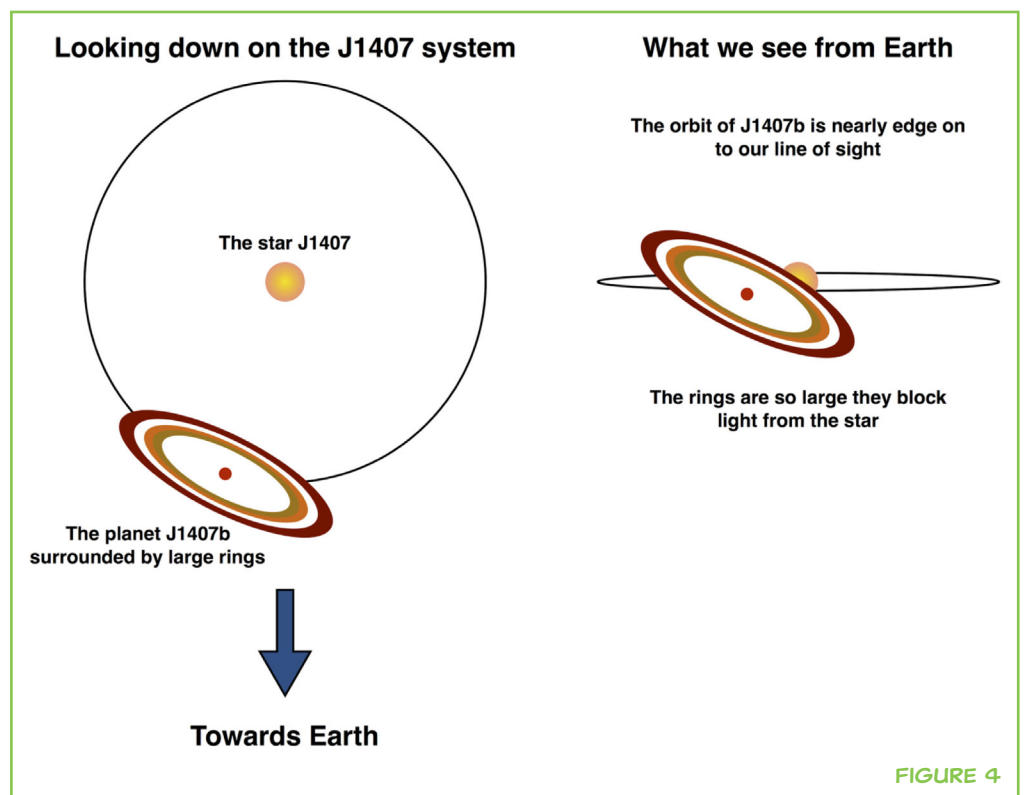 Looking down on the J1407 system
The star J1407
The planet J1407b
surrounded by large rings
Towards Earth
What we see from Earth
The orbit of J1407b is nearly edge on
to our line of sight
The rings are so large they block
light from the star
FIGURE 4